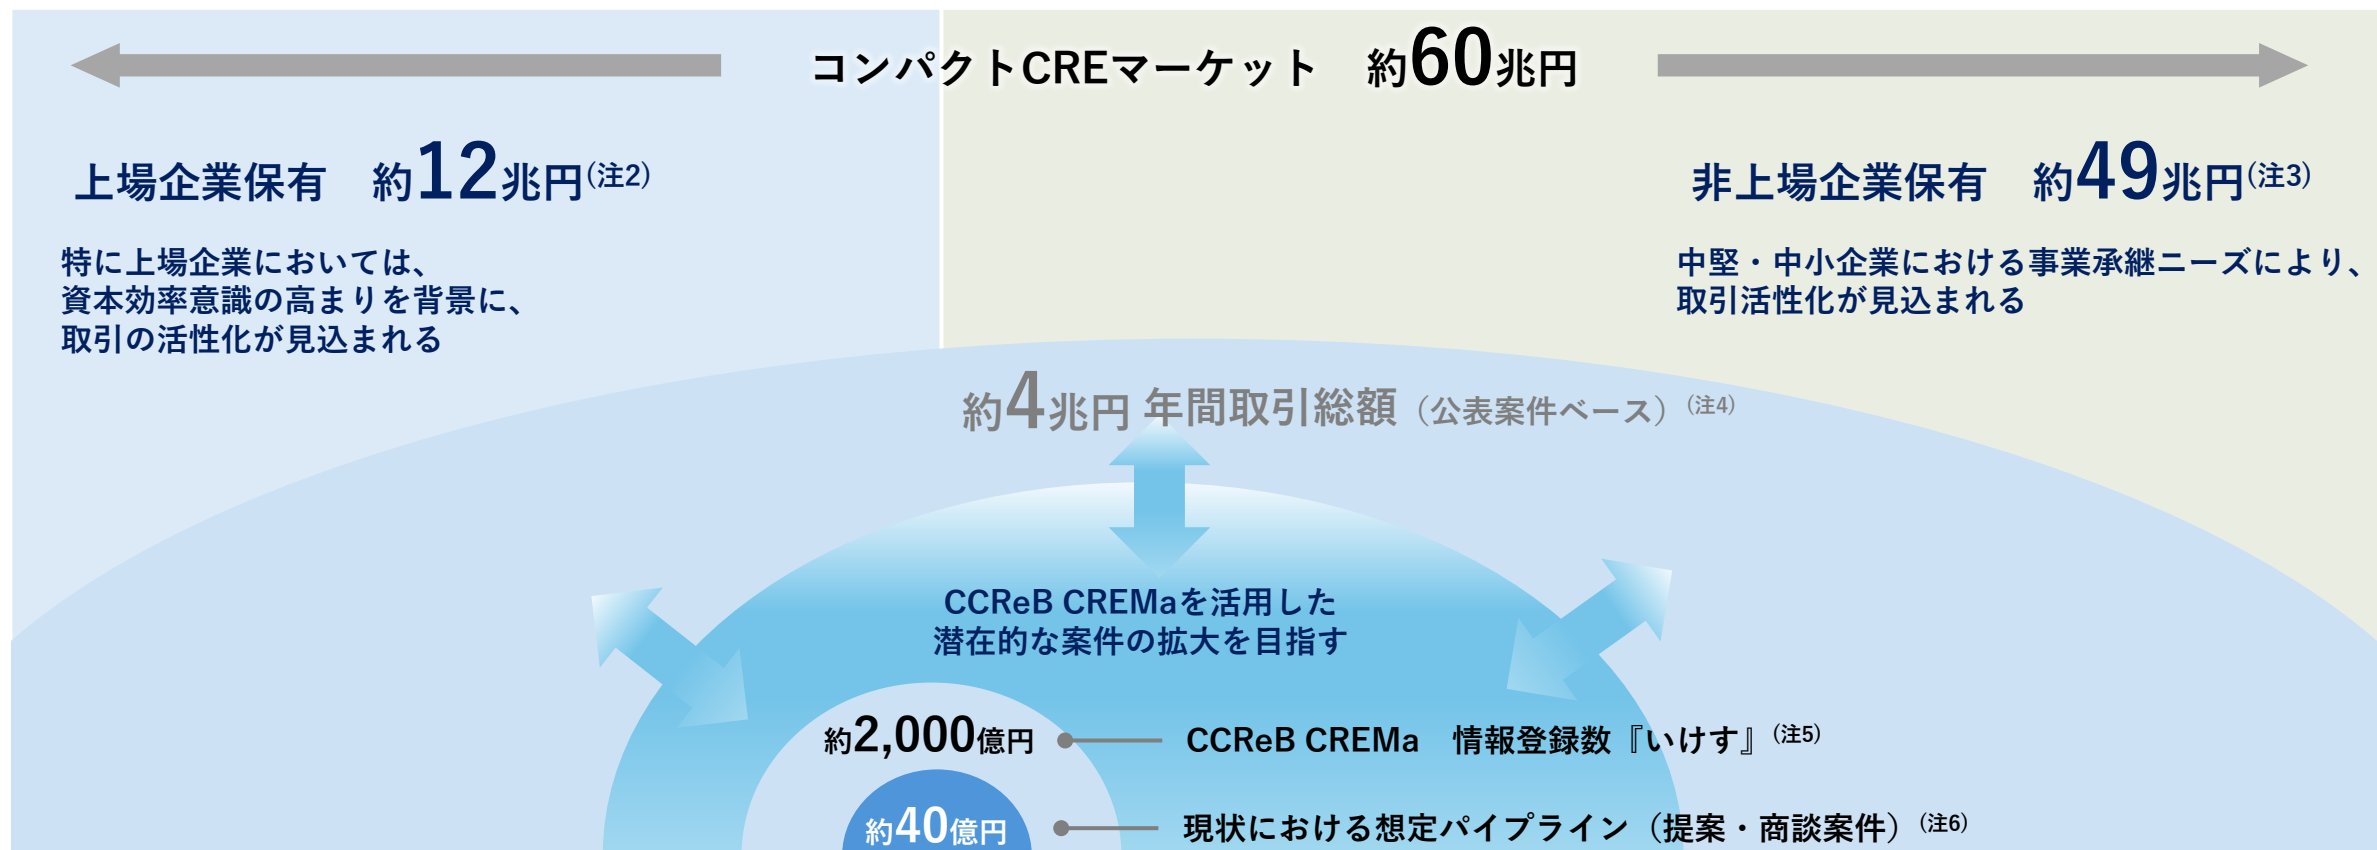 コンパクトCREマーケット　約60兆円
上場企業保有　約12兆円(注2)
特に上場企業においては、
資本効率意識の高まりを背景に、
取引の活性化が見込まれる
非上場企業保有　約49兆円(注3)
中堅・中小企業における事業承継ニーズにより、
取引活性化が見込まれる
約4兆円 年間取引総額（公表案件ベース）(注4)
CCReB CREMaを活用した
潜在的な案件の拡大を目指す
約2,000億円
CCReB CREMa　情報登録数『いけす』(注5)
約40億円
現状における想定パイプライン（提案・商談案件）(注6)